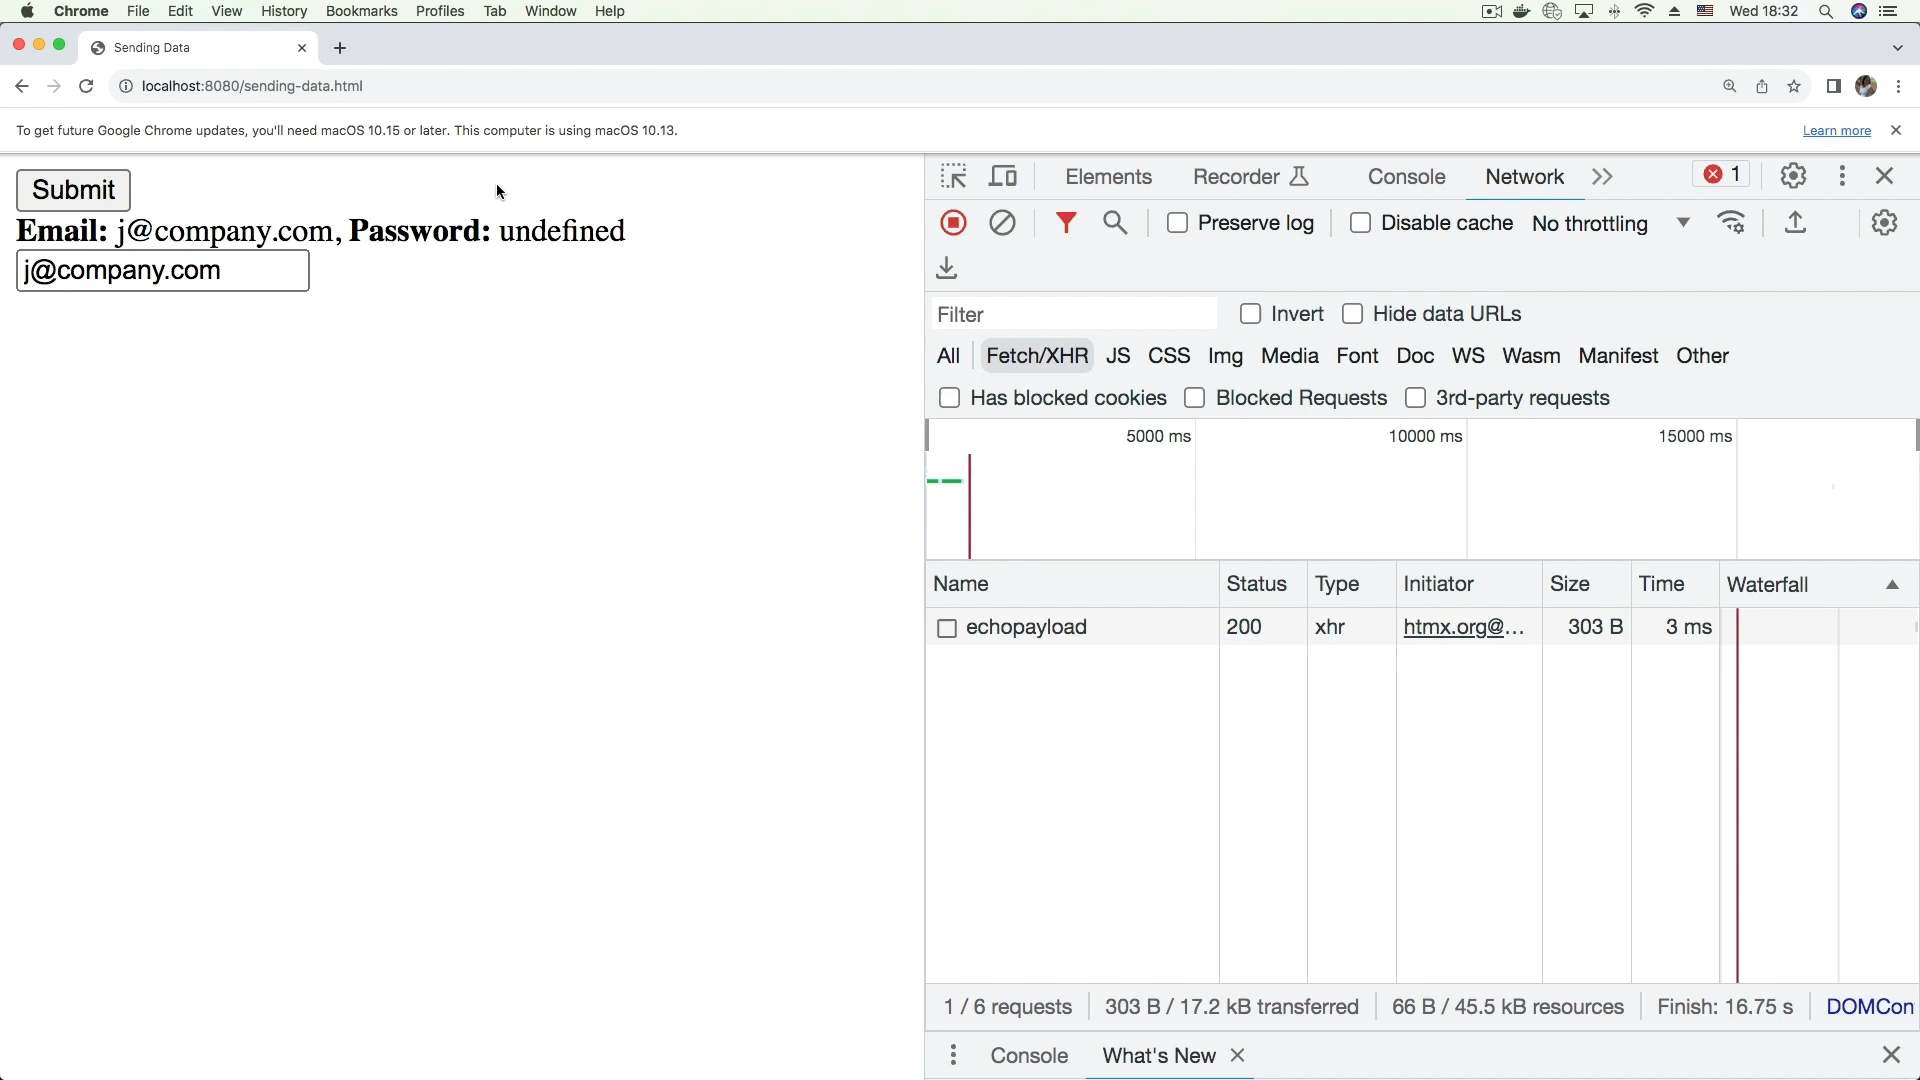 Chrome File Edit View History Bookmarks Profiles Tab Window Help Wed 18:32
Sending Data
localhost:8080/sending-data.html
To get future Google Chrome updates, you'll need macOS 10.15 or later. This computer is using macOS 10.13. Learn more
Submit
Email: j@company.com, Password: undefined
j@company.com
Elements Recorder Console Network 1
Preserve log Disable cache No throttling
Filter Invert Hide data URLs
All Fetch/XHR JS CSS Img Media Font Doc WS Wasm Manifest Other
Has blocked cookies Blocked Requests 3rd-party requests
5000 ms 10000 ms 15000 ms
Name Status Type Initiator Size Time Waterfall
echopayload 200 xhr htmx.org@... 303 B 3 ms
1 / 6 requests 303 B / 17.2 kB transferred 66 B / 45.5 kB resources Finish: 16.75 s DOMCon
Console What's New